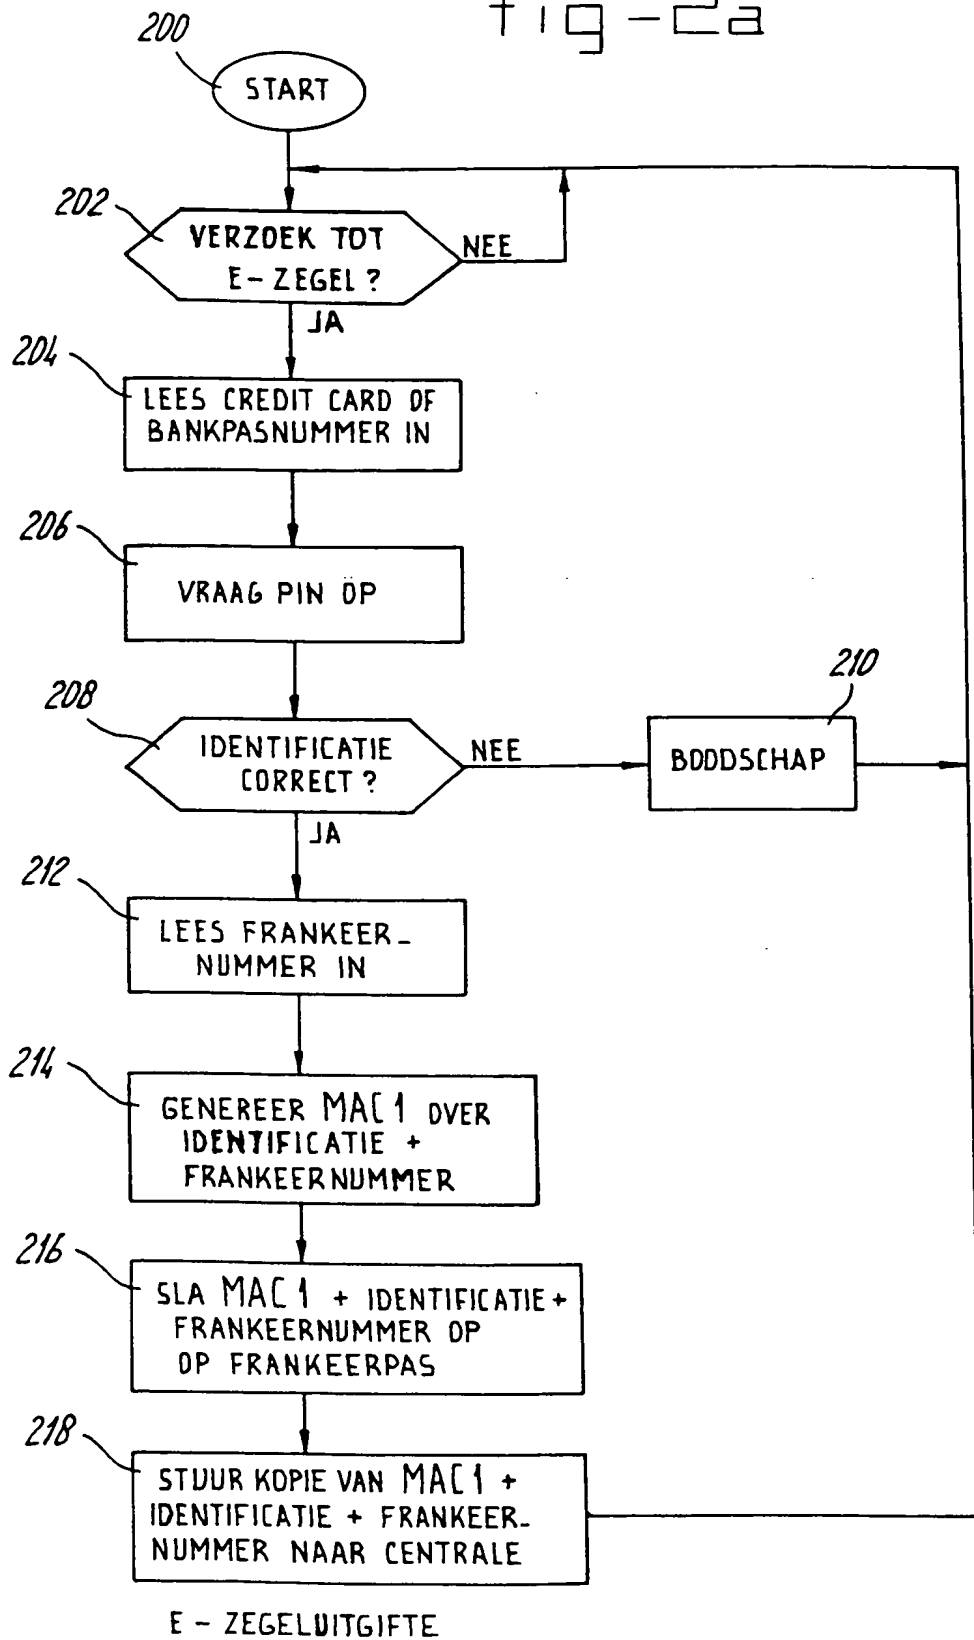 fig-2a
200
START
202
VERZOEK TOT
E-ZEGEL?
NEE
JA
204
LEES CREDIT CARD OF
BANKPASNUMMER IN
206
VRAAG PIN OP
208
IDENTIFICATIE
CORRECT?
NEE
210
BOODSCHAP
JA
212
LEES FRANKEER-
NUMMER IN
214
GENEREER MAC1 OVER
IDENTIFICATIE +
FRANKEERNUMMER
216
SLA MAC1 + IDENTIFICATIE +
FRANKEERNUMMER OP
OP FRANKEERPAS
218
STUUR KOPIE VAN MAC1 +
IDENTIFICATIE + FRANKEER-
NUMMER NAAR CENTRALE
E - ZEGELUITGIFTE